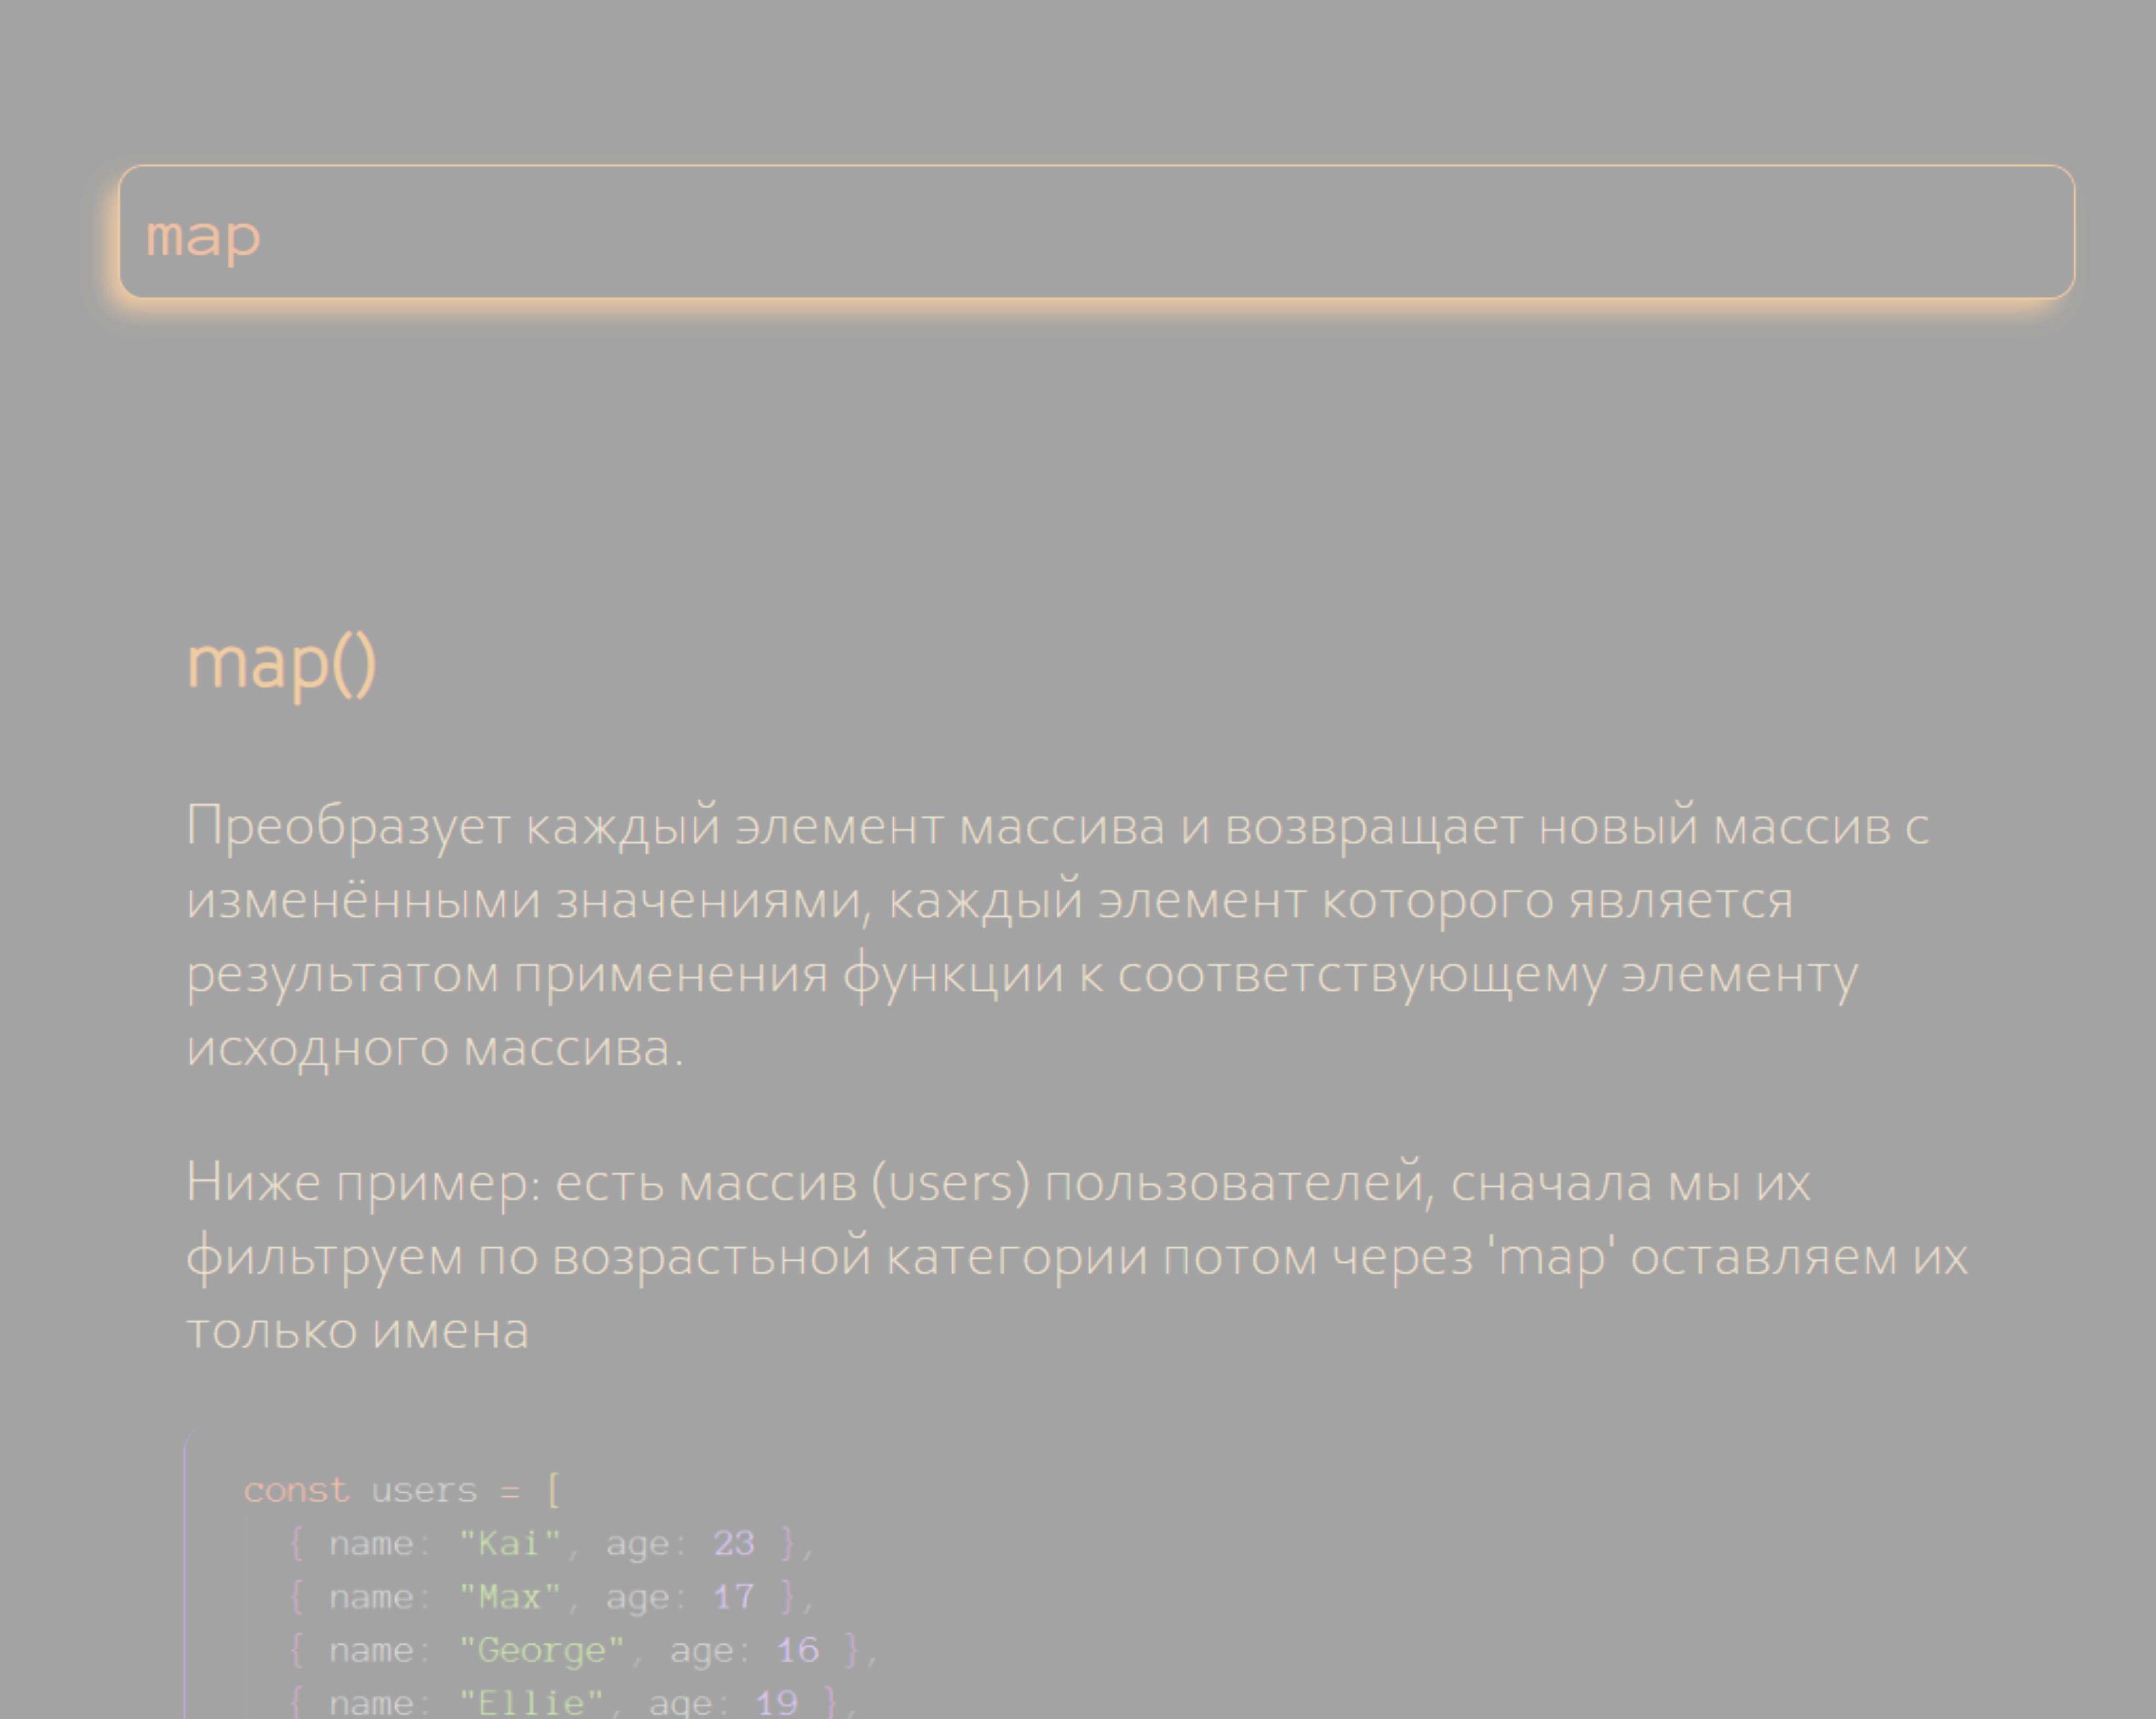 map
map()
Преобразует каждый элемент массива и возвращает новый массив с
изменёнными значениями, каждый элемент которого является
результатом применения функции к соответствующему элементу
исходного массива.
Ниже пример: есть массив (users) пользователей, сначала мы их
фильтруем по возрастьной категории потом через 'map' оставляем их
только имена
const users = [
{ name: "Kai", age: 23 },
{ name: "Max", age: 17 },
{ name: "George", age: 16 },
{ name: "Ellie", age: 19 },